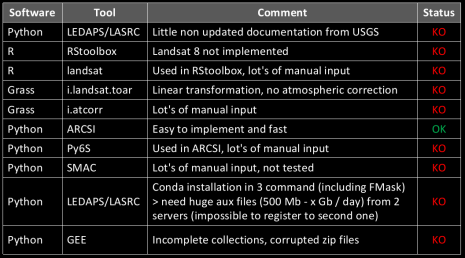 Software Tool Comment Status
Python LEDAPS/LASRC Little non updated documentation from USGS KO
R RStoolbox Landsat 8 not implemented KO
R landsat Used in RStoolbox, lot's of manual input KO
Grass i.landsat.toar Linear transformation, no atmospheric correction KO
Grass i.atcorr Lot's of manual input KO
Python ARCSI Easy to implement and fast OK
Python Py6S Used in ARCSI, lot's of manual input KO
Python SMAC Lot's of manual input, not tested KO
Python LEDAPS/LASRC Conda installation in 3 command (including FMask)
> need huge aux files (500 Mb - x Gb / day) from 2
servers (impossible to register to second one) KO
Python GEE Incomplete collections, corrupted zip files KO